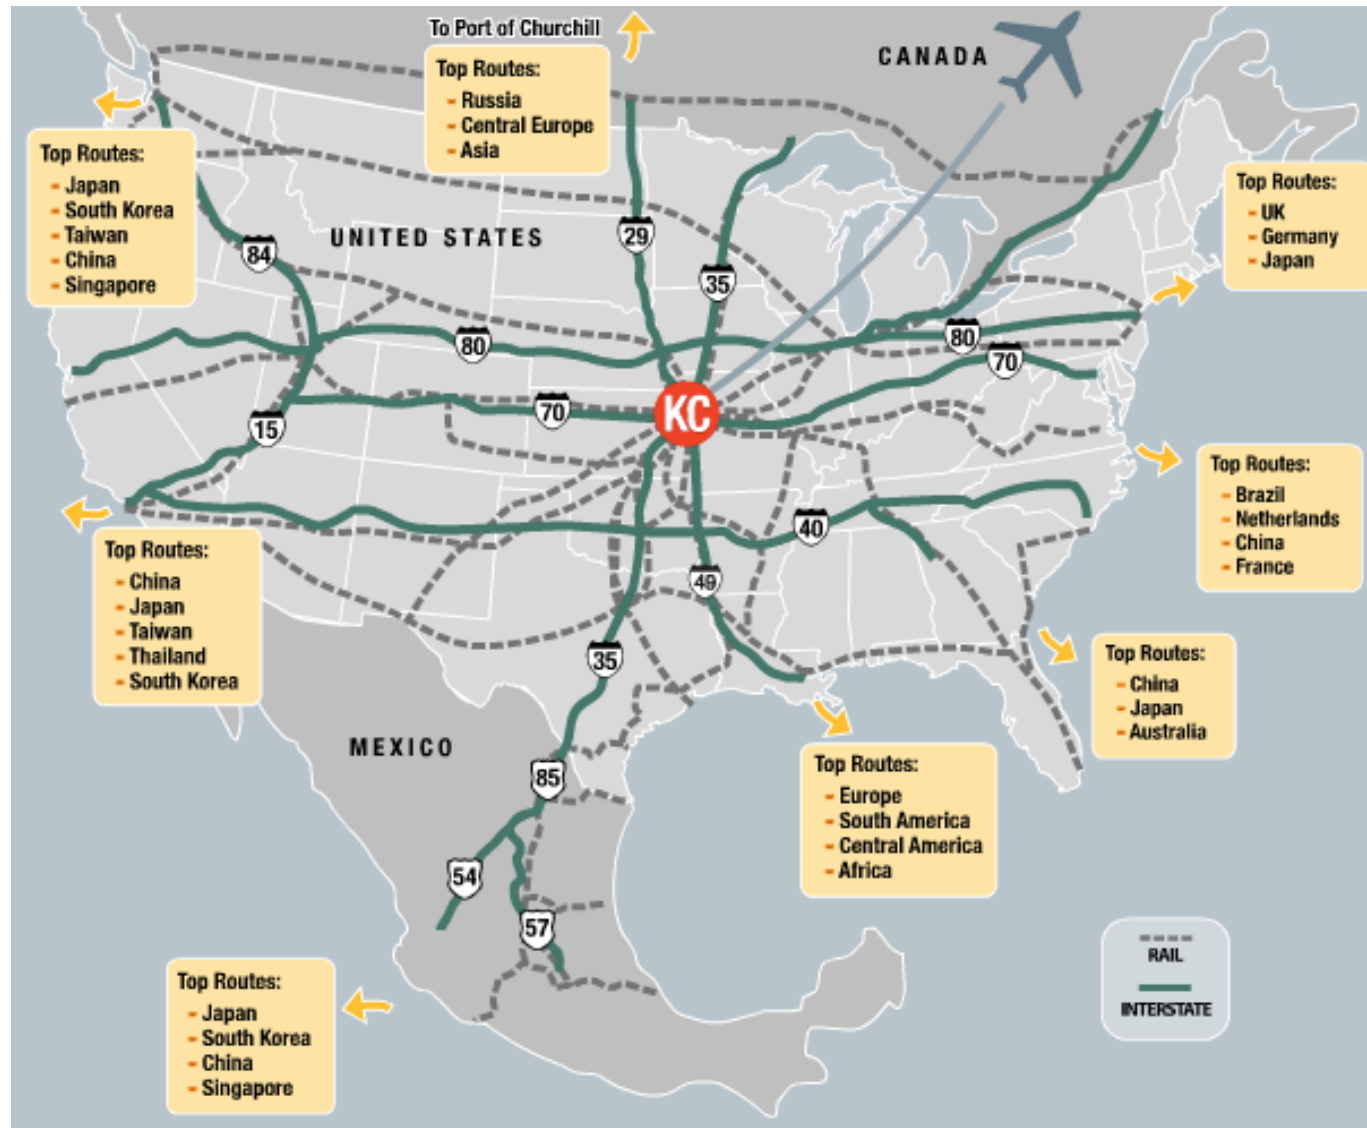 To Port of Churchill
CANADA
Top Routes:
- Russia
- Central Europe
- Asia
Top Routes:
- Japan
- South Korea
- Taiwan
- China
- Singapore
Top Routes:
- UK
- Germany
- Japan
UNITED STATES
84
29
35
80
80
70
70
KC
15
Top Routes:
- Brazil
- Netherlands
- China
- France
40
Top Routes:
- China
- Japan
- Taiwan
- Thailand
- South Korea
49
35
Top Routes:
- China
- Japan
- Australia
MEXICO
85
Top Routes:
- Europe
- South America
- Central America
- Africa
54
57
Top Routes:
- Japan
- South Korea
- China
- Singapore
RAIL
INTERSTATE